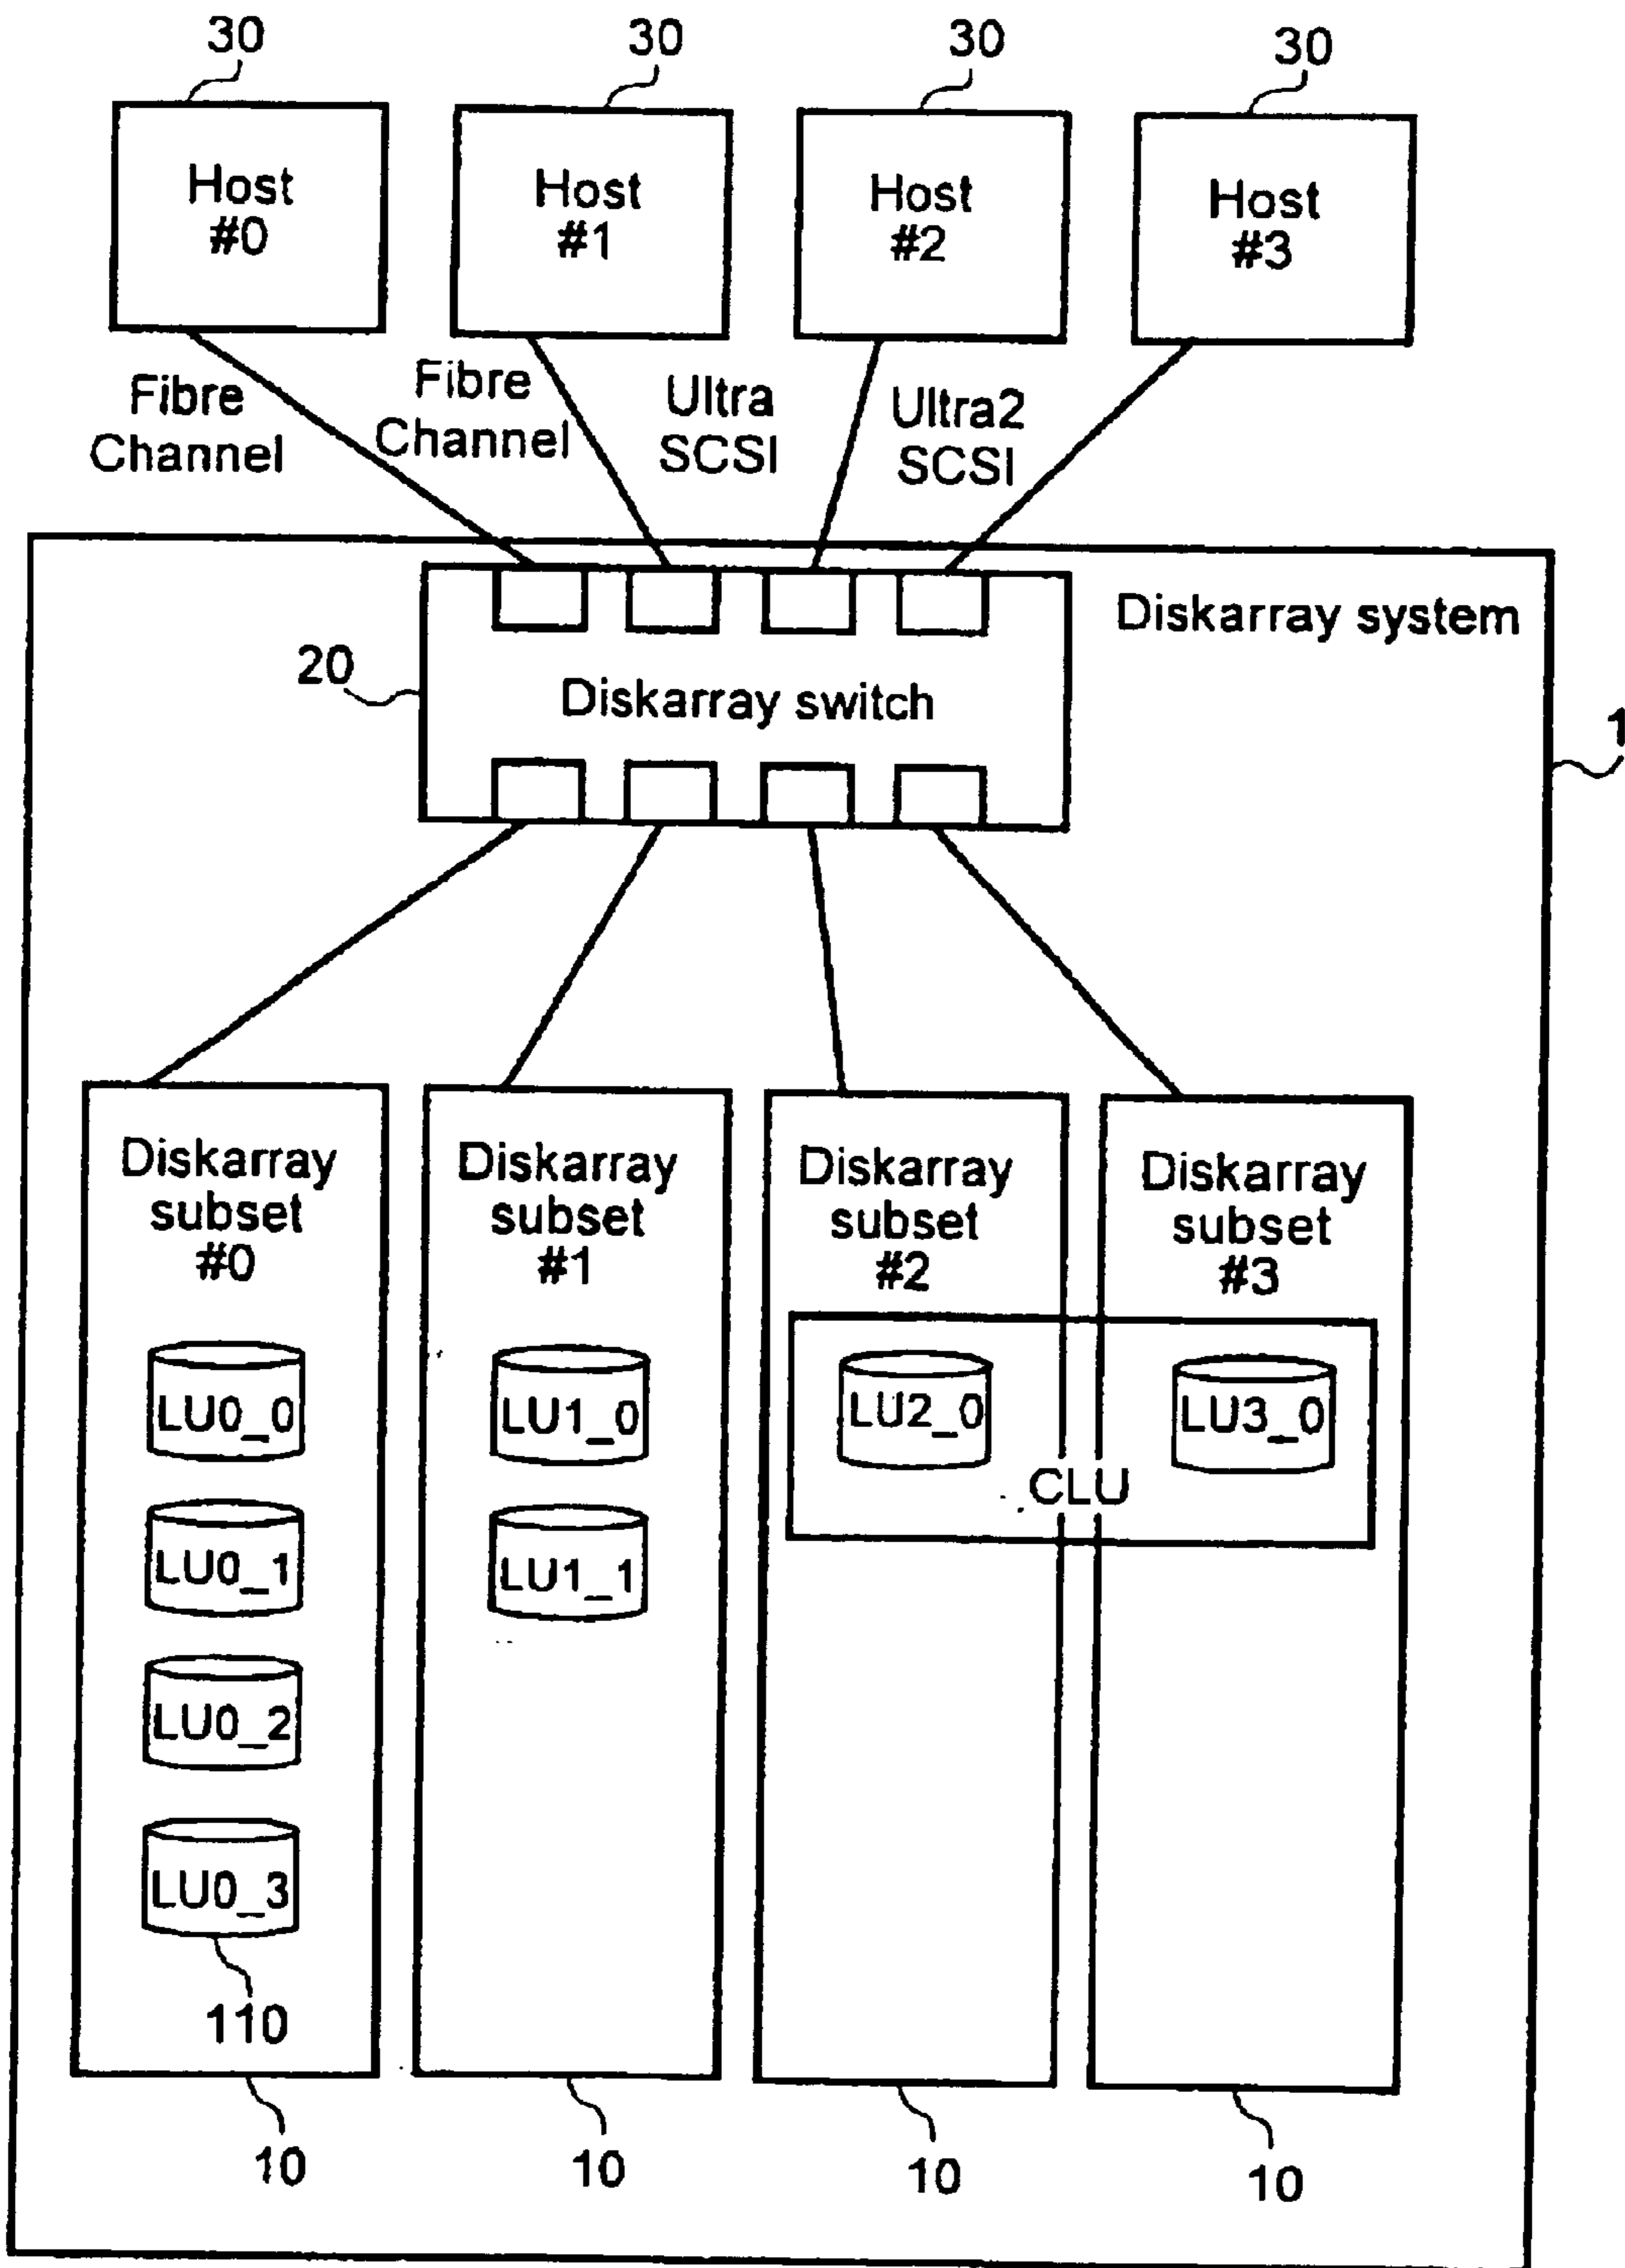 30
30
30
30
Host
#0
Host
#1
Host
#2
Host
#3
Fibre
Channel
Fibre
Channel
Ultra
SCSI
Ultra2
SCSI
Diskarray system
20
Diskarray switch
1
Diskarray
subset
#0
Diskarray
subset
#1
Diskarray
subset
#2
Diskarray
subset
#3
LU0_0
LU1_0
LU2_0
LU3_0
CLU
LU0_1
LU1_1
LU0_2
LU0_3
110
10
10
10
10